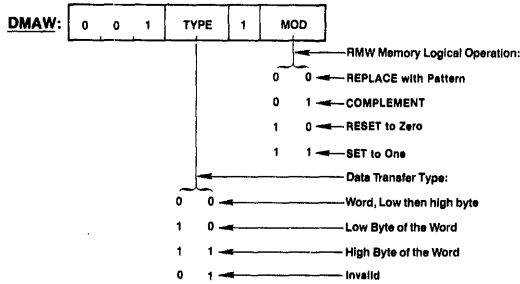 DMAW: 0 0 1 TYPE 1 MOD
RMW Memory Logical Operation:
0 0 REPLACE with Pattern
0 1 COMPLEMENT
1 0 RESET to Zero
1 1 SET to One
Data Transfer Type:
0 0 Word, Low then high byte
1 0 Low Byte of the Word
1 1 High Byte of the Word
0 1 Invalid